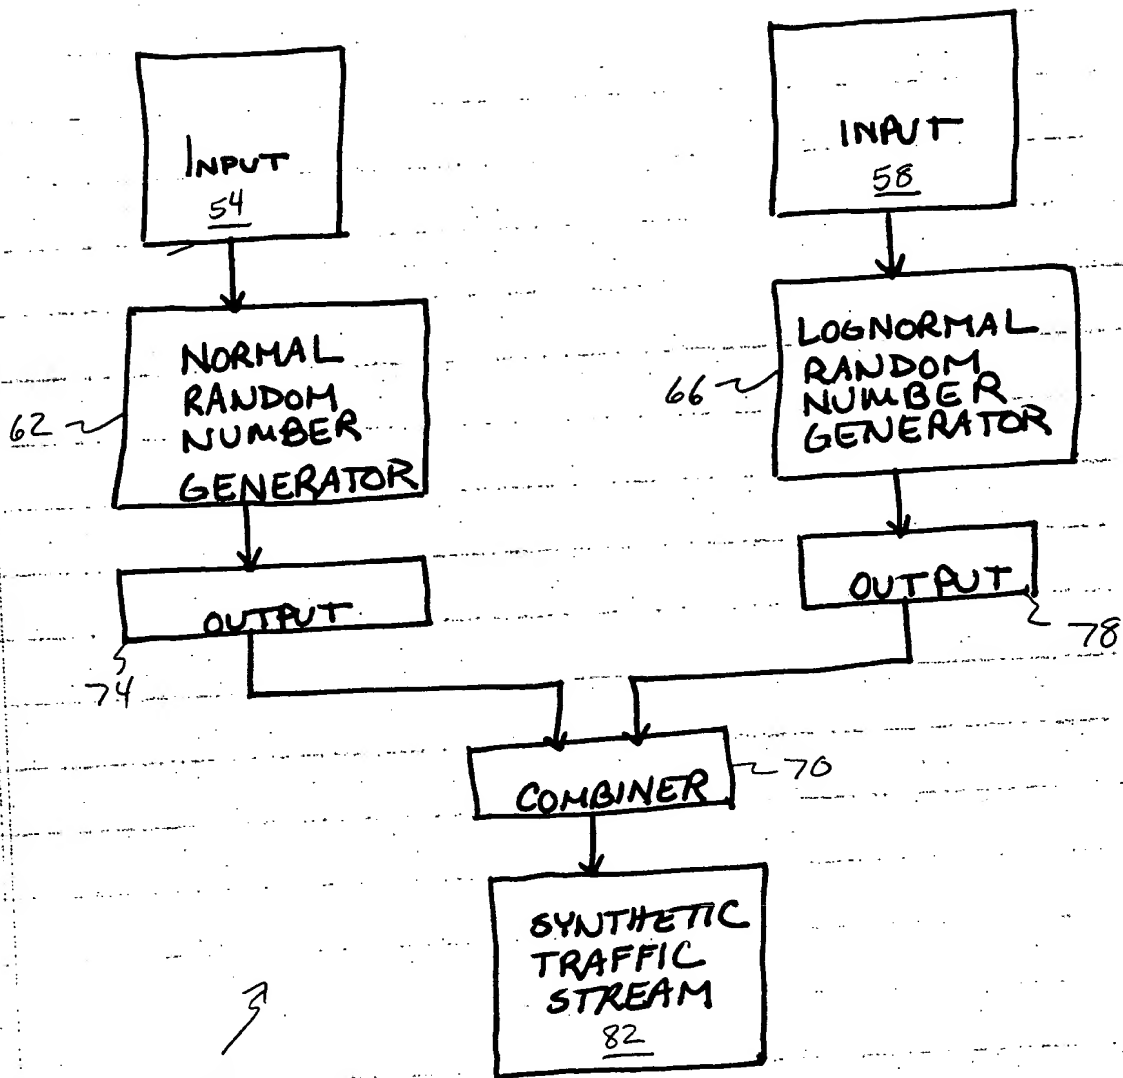 INPUT
54
INPUT
58
NORMAL
RANDOM
NUMBER
GENERATOR
62
LOGNORMAL
RANDOM
NUMBER
GENERATOR
66
OUTPUT
74
OUTPUT
78
COMBINER
70
SYNTHETIC
TRAFFIC
STREAM
82